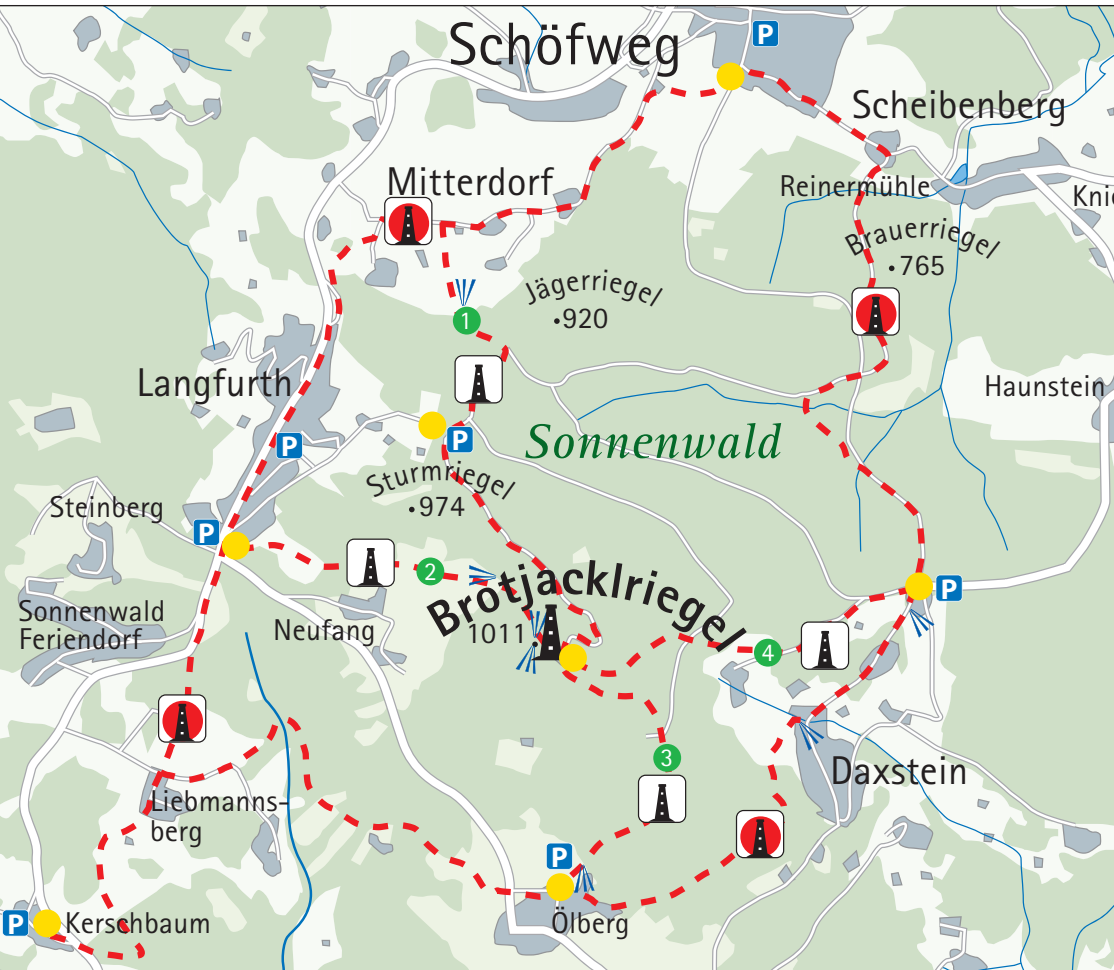 Schöfweg
P
Scheibenberg
Mitterdorf
Reinermühle
Brauerriegel
•765
Jägerriegel
•920
1
Langfurth
Haunstein
P
P
Sonnenwald
Sturmriegel
•974
Steinberg
P
2
Brotjacklriegel
1011
P
Sonnenwald
Feriendorf
Neufang
4
3
Daxstein
Liebmanns-
berg
P
P
Kerschbaum
Ölberg